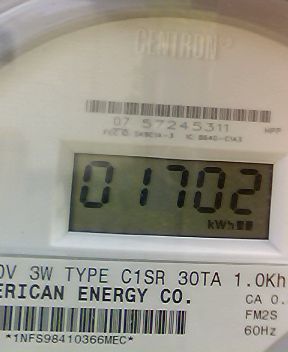 CENTRON®
07 57245311
HPP
01702
kWh
0V 3W TYPE C1SR 30TA 1.0Kh
ERICAN ENERGY CO.
CA 0.
FM2S
60Hz
*1NFS98410366MEC*